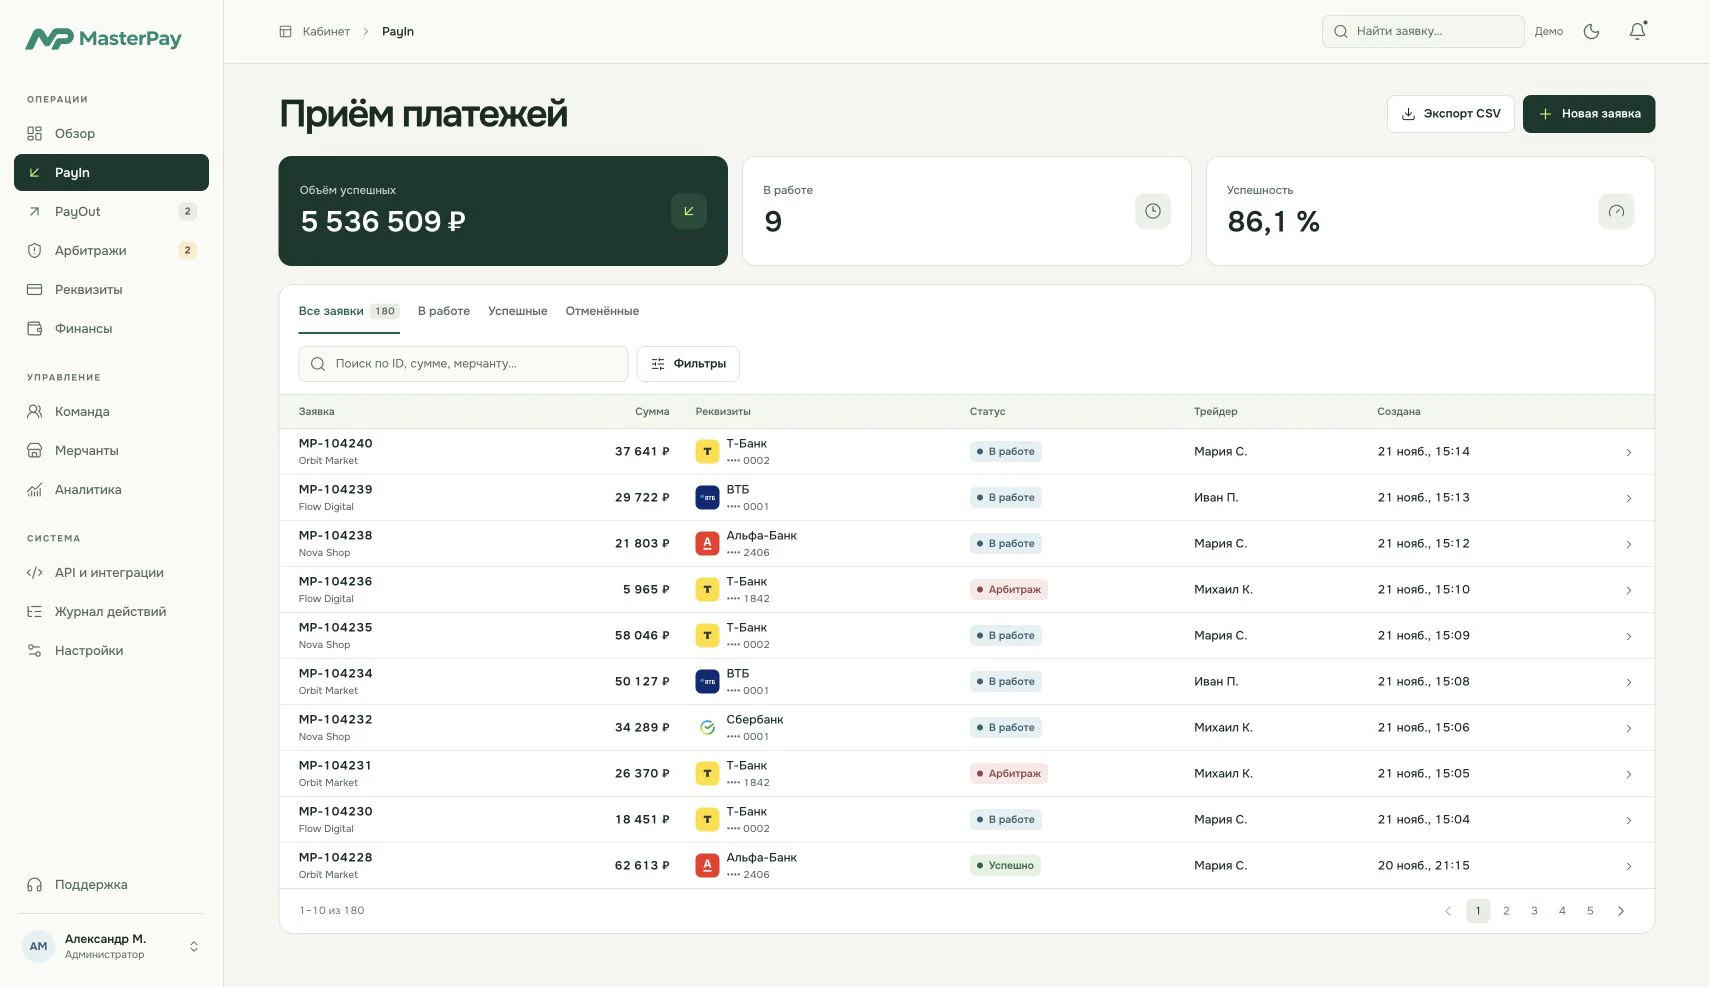 MasterPay
ОПЕРАЦИИ
Обзор
PayIn
PayOut 2
Арбитражи 2
Реквизиты
Финансы
УПРАВЛЕНИЕ
Команда
Мерчанты
Аналитика
СИСТЕМА
API и интеграции
Журнал действий
Настройки
Поддержка
AM
Александр М.
Администратор
Кабинет PayIn
Найти заявку...
Демо
Приём платежей
Экспорт CSV
Новая заявка
Объём успешных
5 536 509 ₽
В работе
9
Успешность
86,1 %
Все заявки 180 В работе Успешные Отменённые
Поиск по ID, сумме, мерчанту...
Фильтры
Заявка Сумма Реквизиты Статус Трейдер Создана
MP-104240
Orbit Market
37 641 ₽
Т
Т-Банк
•••• 0002
В работе
Мария С.
21 нояб., 15:14
MP-104239
Flow Digital
29 722 ₽
ВТБ
ВТБ
•••• 0001
В работе
Иван П.
21 нояб., 15:13
MP-104238
Nova Shop
21 803 ₽
А
Альфа-Банк
•••• 2406
В работе
Мария С.
21 нояб., 15:12
MP-104236
Flow Digital
5 965 ₽
Т
Т-Банк
•••• 1842
Арбитраж
Михаил К.
21 нояб., 15:10
MP-104235
Nova Shop
58 046 ₽
Т
Т-Банк
•••• 0002
В работе
Мария С.
21 нояб., 15:09
MP-104234
Orbit Market
50 127 ₽
ВТБ
ВТБ
•••• 0001
В работе
Иван П.
21 нояб., 15:08
MP-104232
Nova Shop
34 289 ₽
Сбербанк
•••• 0001
В работе
Михаил К.
21 нояб., 15:06
MP-104231
Orbit Market
26 370 ₽
Т
Т-Банк
•••• 1842
Арбитраж
Михаил К.
21 нояб., 15:05
MP-104230
Flow Digital
18 451 ₽
Т
Т-Банк
•••• 0002
В работе
Мария С.
21 нояб., 15:04
MP-104228
Orbit Market
62 613 ₽
А
Альфа-Банк
•••• 2406
Успешно
Мария С.
20 нояб., 21:15
1–10 из 180
1 2 3 4 5